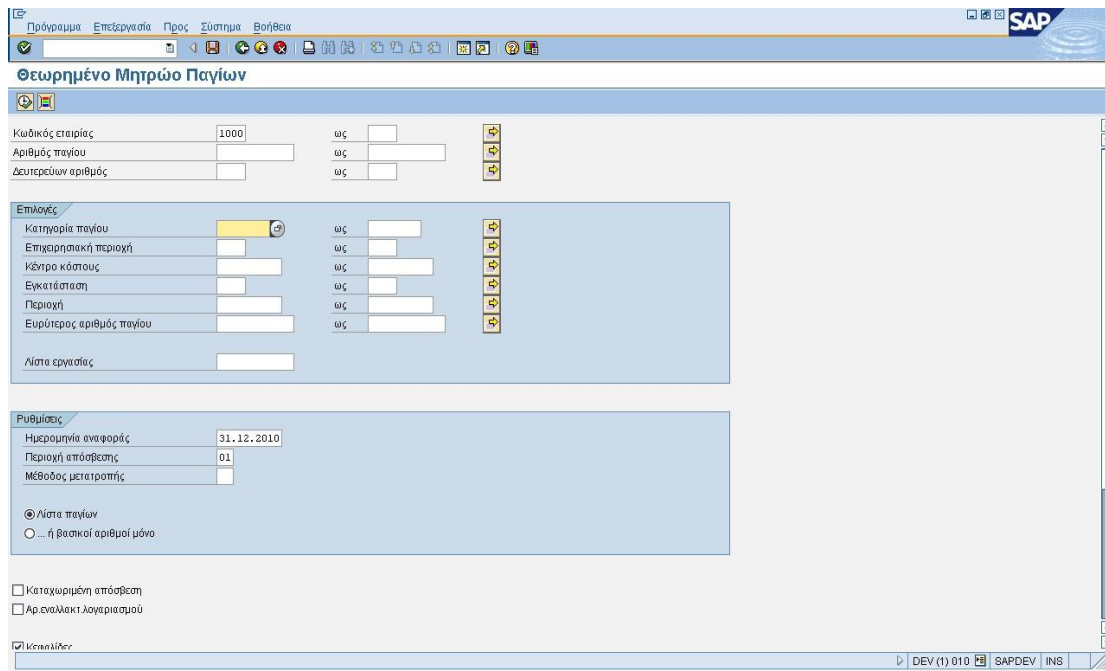 Πρόγραμμα Επεξεργασία Προς Σύστημα Βοήθεια
SAP
Θεωρημένο Μητρώο Παγίων
Κωδικός εταιρίας 1000 ως
Αριθμός παγίου ως
Δευτερεύων αριθμός ως
Επιλογές
Κατηγορία παγίου ως
Επιχειρησιακή περιοχή ως
Κέντρο κόστους ως
Εγκατάσταση ως
Περιοχή ως
Ευρύτερος αριθμός παγίου ως
Λίστα εργασίας
Ρυθμίσεις
Ημερομηνία αναφοράς 31.12.2010
Περιοχή απόσβεσης 01
Μέθοδος μετατροπής
Λίστα παγίων
... ή βασικοί αριθμοί μόνο
Καταχωριμένη απόσβεση
Αρ.εναλλακτ.λογαριασμού
Κεφαλίδες
DEV (1) 010 SAPDEV INS